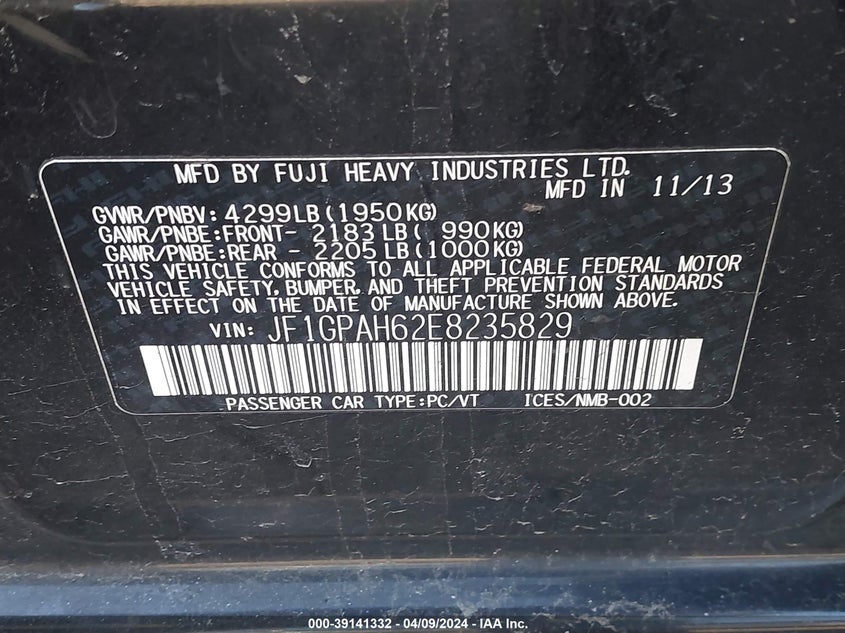 MFD BY FUJI HEAVY INDUSTRIES LTD.
MFD IN 11/13
GVWR/PNBV: 4299LB(1950KG)
GAWR/PNBE:FRONT- 2183LB( 990KG)
GAWR/PNBE:REAR - 2205LB(1000KG)
THIS VEHICLE CONFORMS TO ALL APPLICABLE FEDERAL MOTOR
VEHICLE SAFETY, BUMPER, AND THEFT PREVENTION STANDARDS
IN EFFECT ON THE DATE OF MANUFACTURE SHOWN ABOVE.
VIN: JF1GPAH62E8235829
PASSENGER CAR TYPE:PC/VT ICES/NMB-002
000-39141332 - 04/09/2024 - IAA Inc.